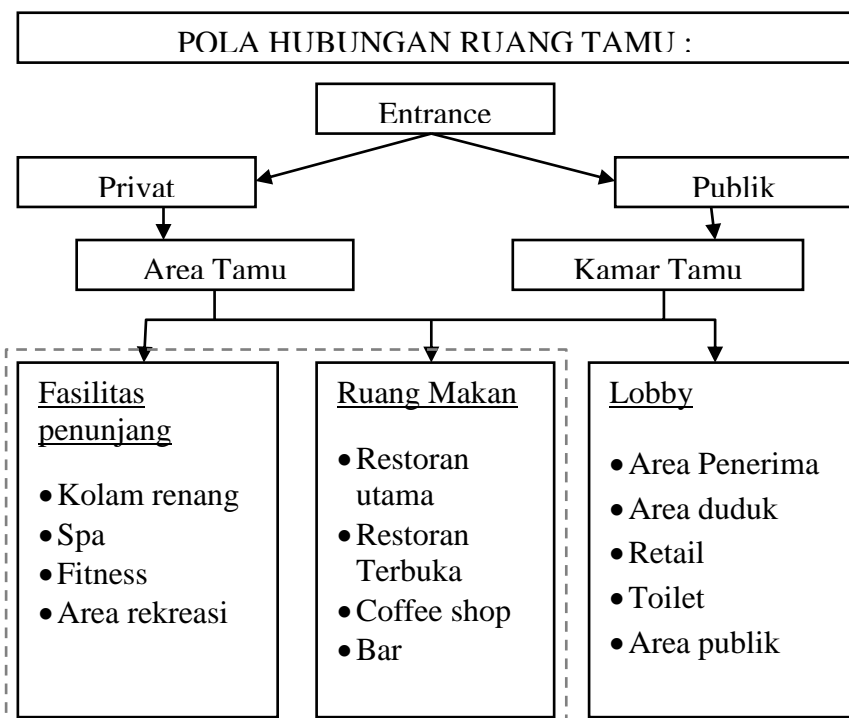 POLA HUBUNGAN RUANG TAMU :
Entrance
Privat
Publik
Area Tamu
Kamar Tamu
Fasilitas
penunjang
• Kolam renang
• Spa
• Fitness
• Area rekreasi
Ruang Makan
• Restoran
utama
• Restoran
Terbuka
• Coffee shop
• Bar
Lobby
• Area Penerima
• Area duduk
• Retail
• Toilet
• Area publik